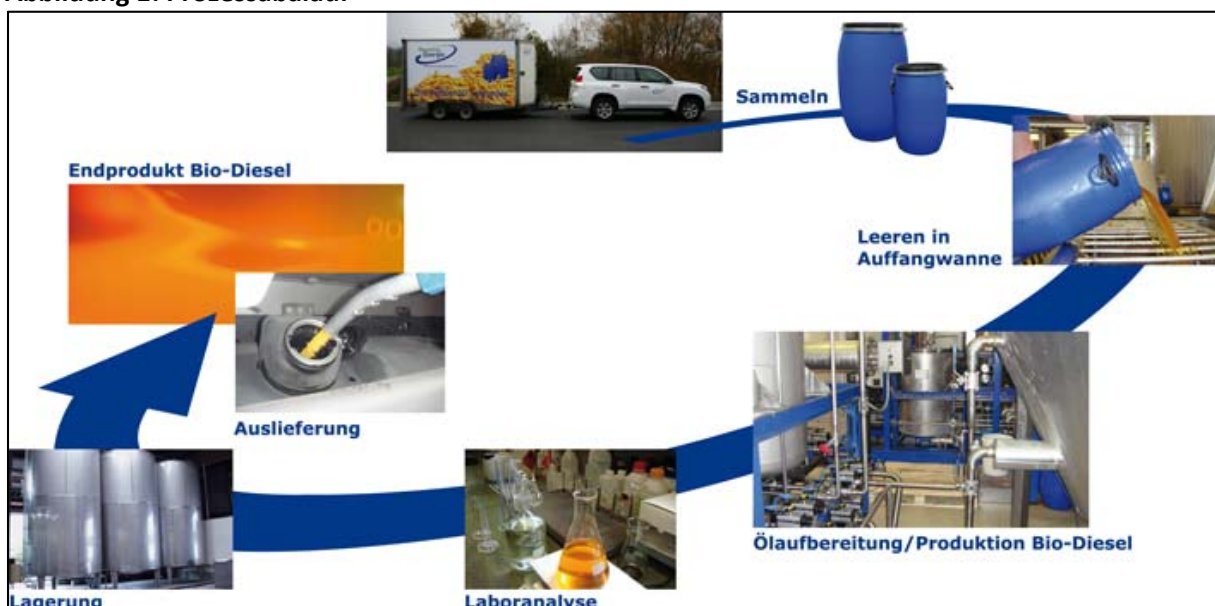 Sammeln
Endprodukt Bio-Diesel
Leeren in
Auffangwanne
Auslieferung
Ölaufbereitung/Produktion Bio-Diesel
Lagerung
Laboranalyse